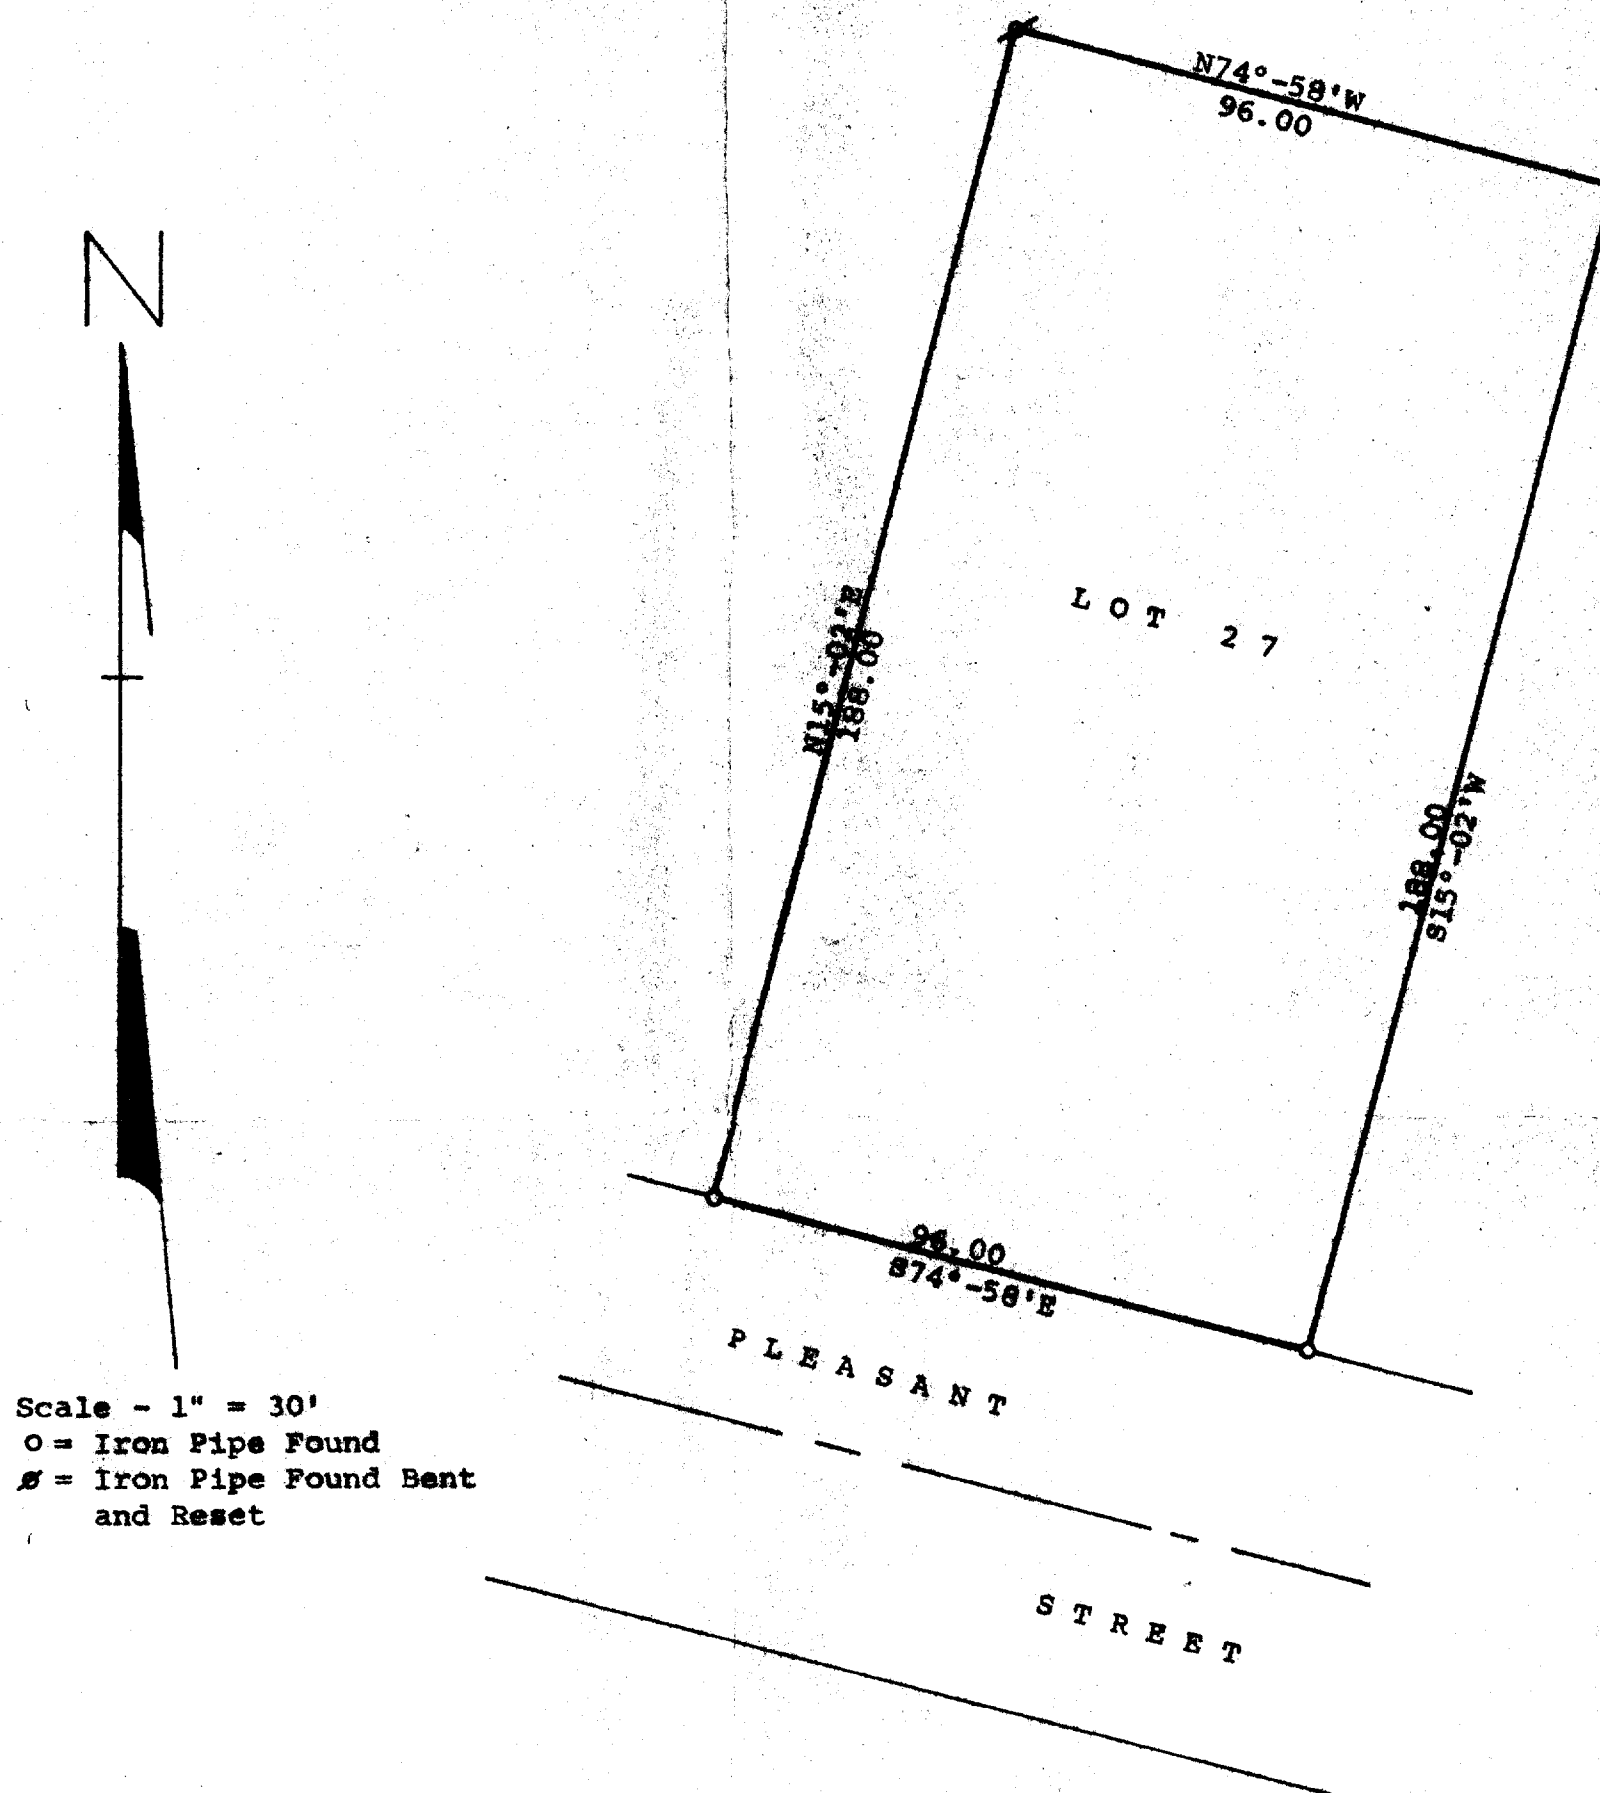 N74°-58'W
96.00
N
LOT 27
N15°-02'E
188.00
188.00
S15°-02'W
96.00
S74°-58'E
PLEASANT
STREET
Scale - 1" = 30'
o = Iron Pipe Found
ø = Iron Pipe Found Bent
and Reset